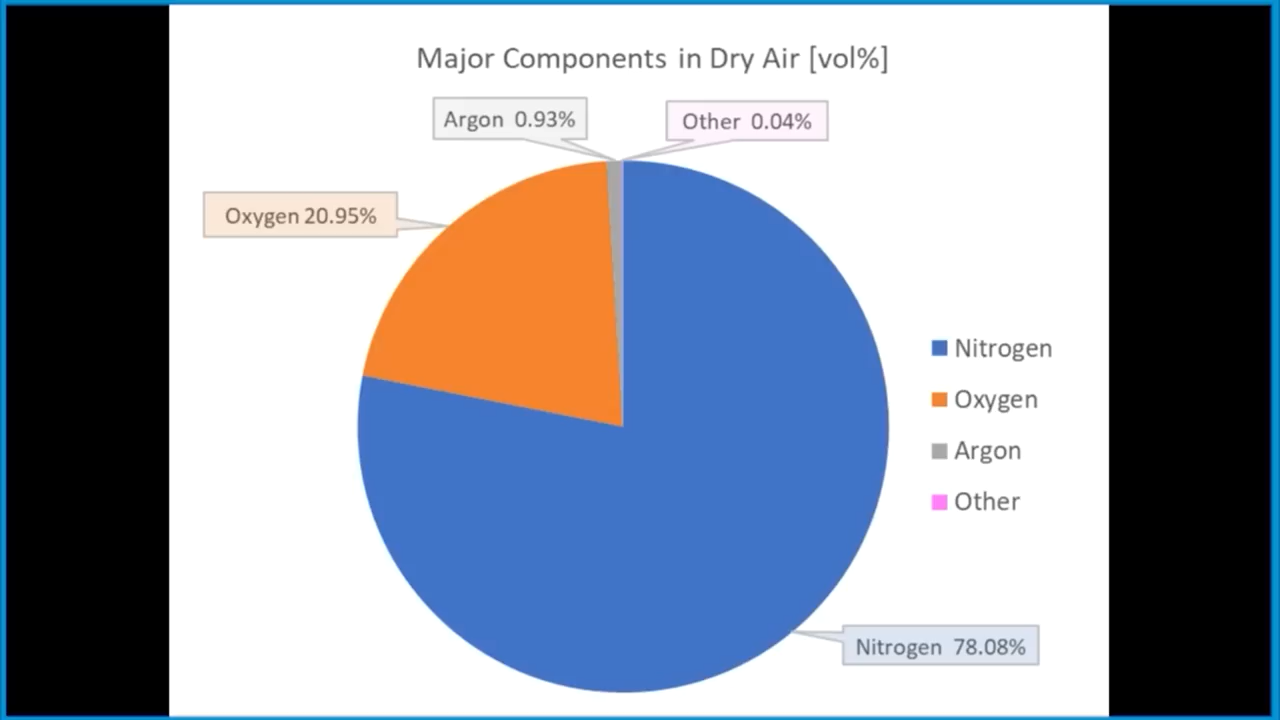 Major Components in Dry Air [vol%]
Argon 0.93%
Other 0.04%
Oxygen 20.95%
Nitrogen
Oxygen
Argon
Other
Nitrogen 78.08%